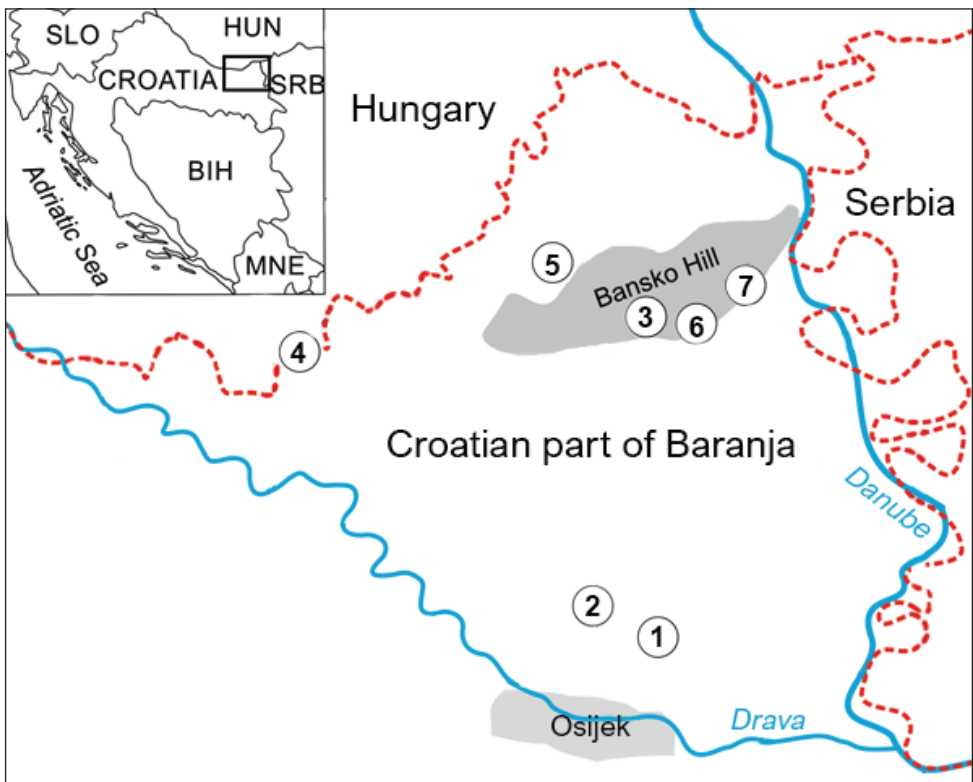 SLO
HUN
CROATIA
SRB
BIH
Adriatic Sea
MNE
Hungary
Serbia
5
Bansko Hill
7
3
6
4
Croatian part of Baranja
Danube
2
1
Osijek
Drava